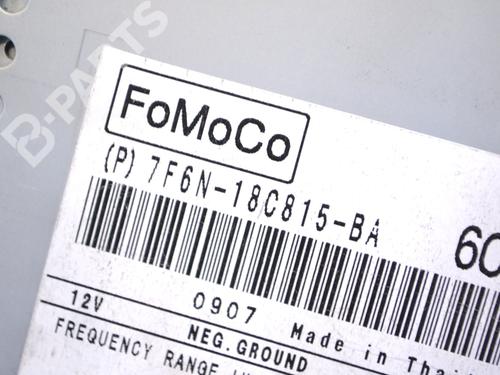 B-PARTS
FoMoCo
(P) 7F6N-18C815-BA
60
12V 0907 Made in Thai
NEG.GROUND
FREQUENCY RANGE